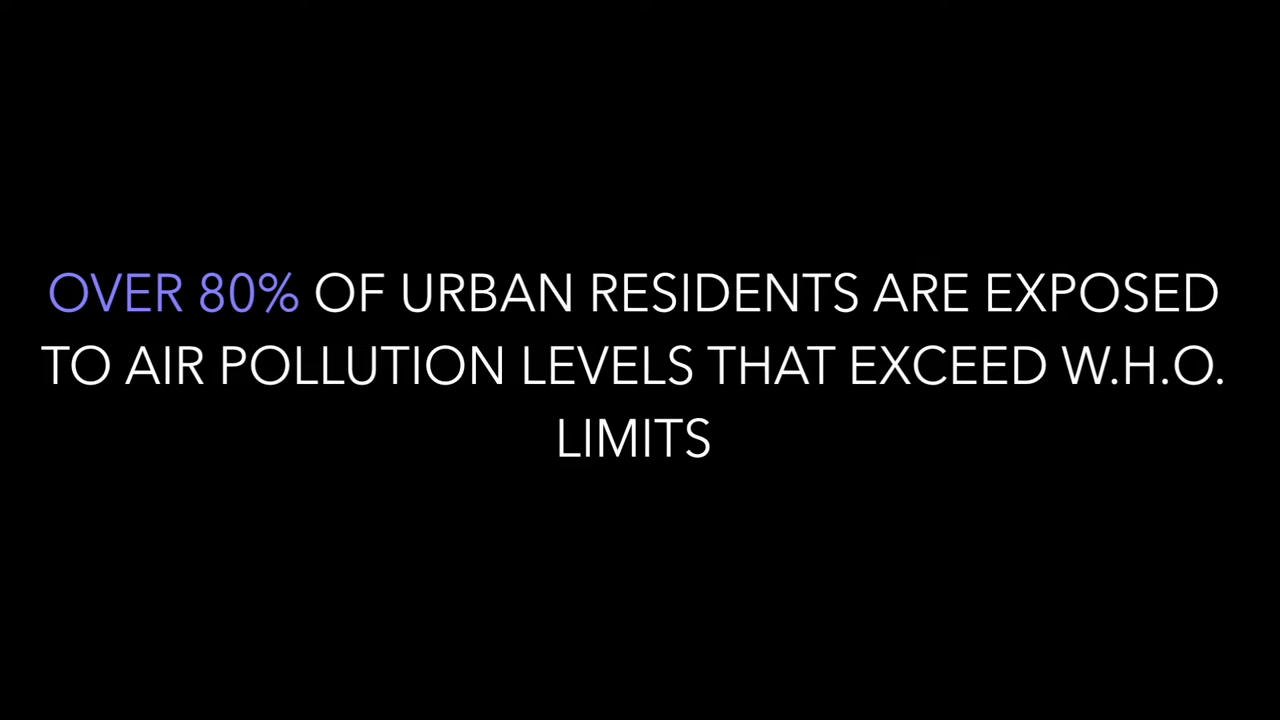 OVER 80% OF URBAN RESIDENTS ARE EXPOSED
TO AIR POLLUTION LEVELS THAT EXCEED W.H.O.
LIMITS